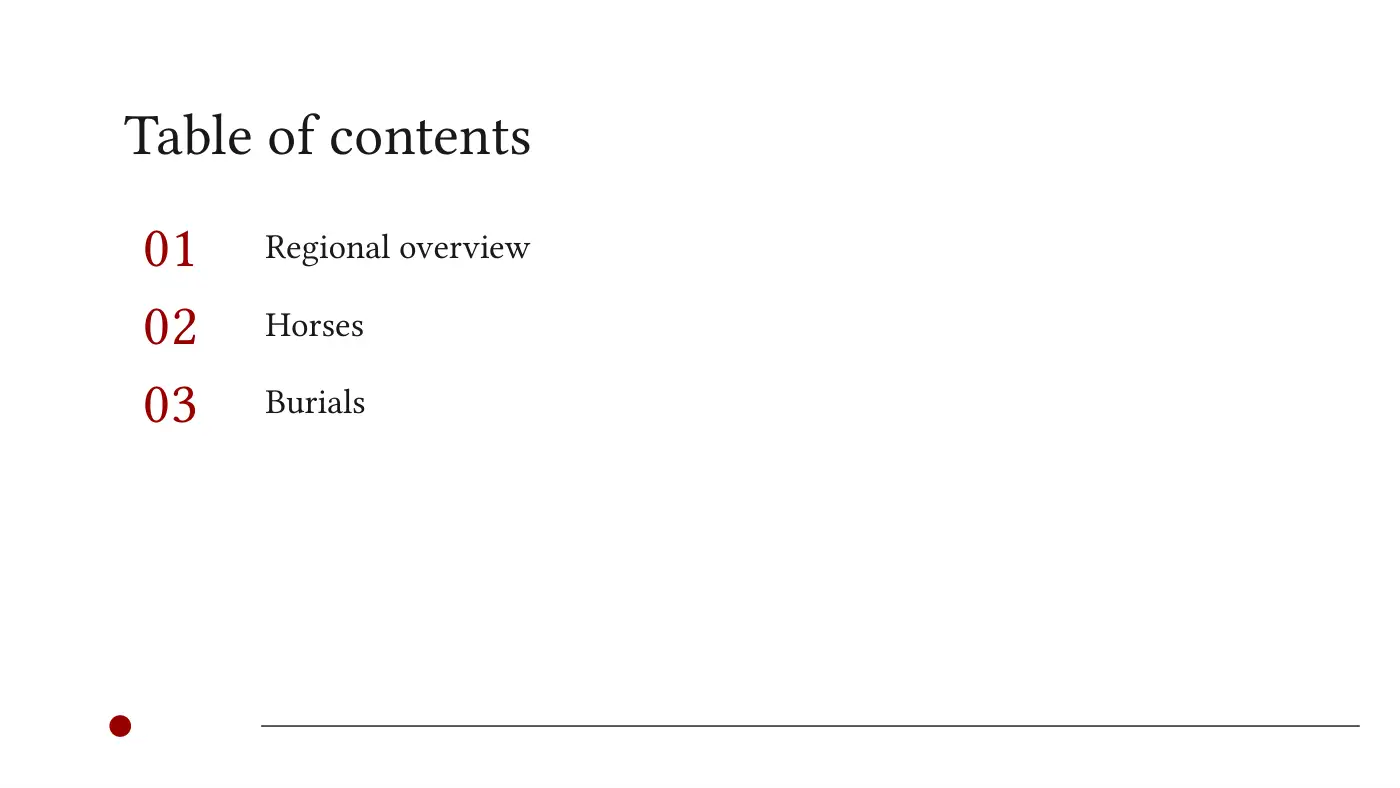 Table of contents
01 Regional overview
02 Horses
03 Burials